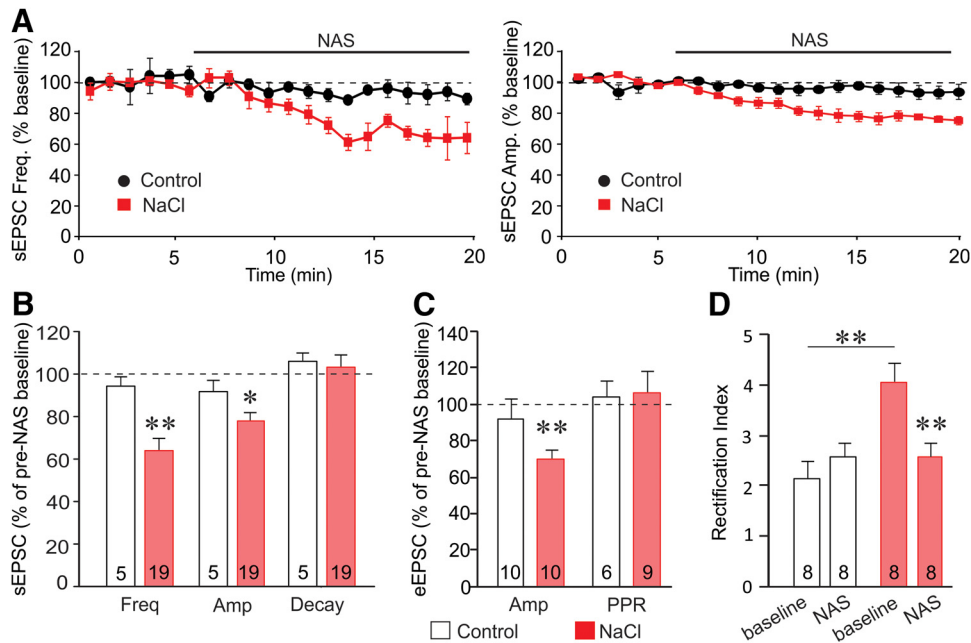 A
NAS
sEPSC Freq. (% baseline)
120
100
80
60
40
20
0
Control
NaCl
0
5
10
15
20
Time (min)
NAS
sEPSC Amp. (% baseline)
120
100
80
60
40
20
0
Control
NaCl
0
5
10
15
20
Time (min)
B
sEPSC (% of pre-NAS baseline)
120
100
80
60
40
20
0
**
*
5 19 5 19 5 19
Freq Amp Decay
C
eEPSC (% of pre-NAS baseline)
140
120
100
80
60
40
20
0
**
10 10 6 9
Amp PPR
D
Rectification Index
5
4
3
2
1
0
**
**
8 8 8 8
baseline NAS baseline NAS
Control NaCl